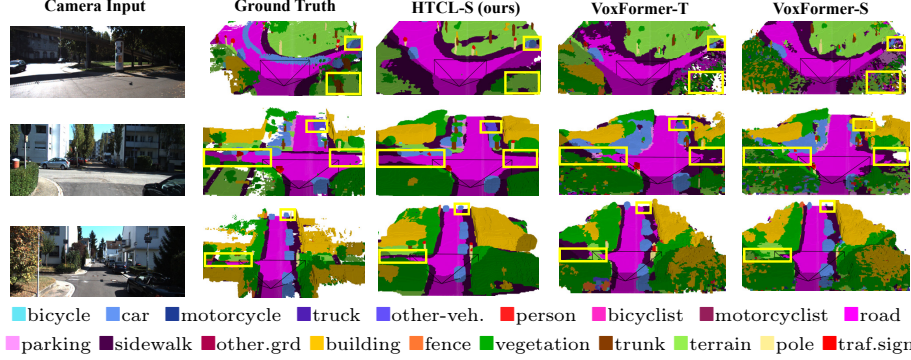 Camera Input Ground Truth HTCL-S (ours) VoxFormer-T VoxFormer-S
bicycle car motorcycle truck other-veh. person bicyclist motorcyclist road
parking sidewalk other.grd building fence vegetation trunk terrain pole traf.sign